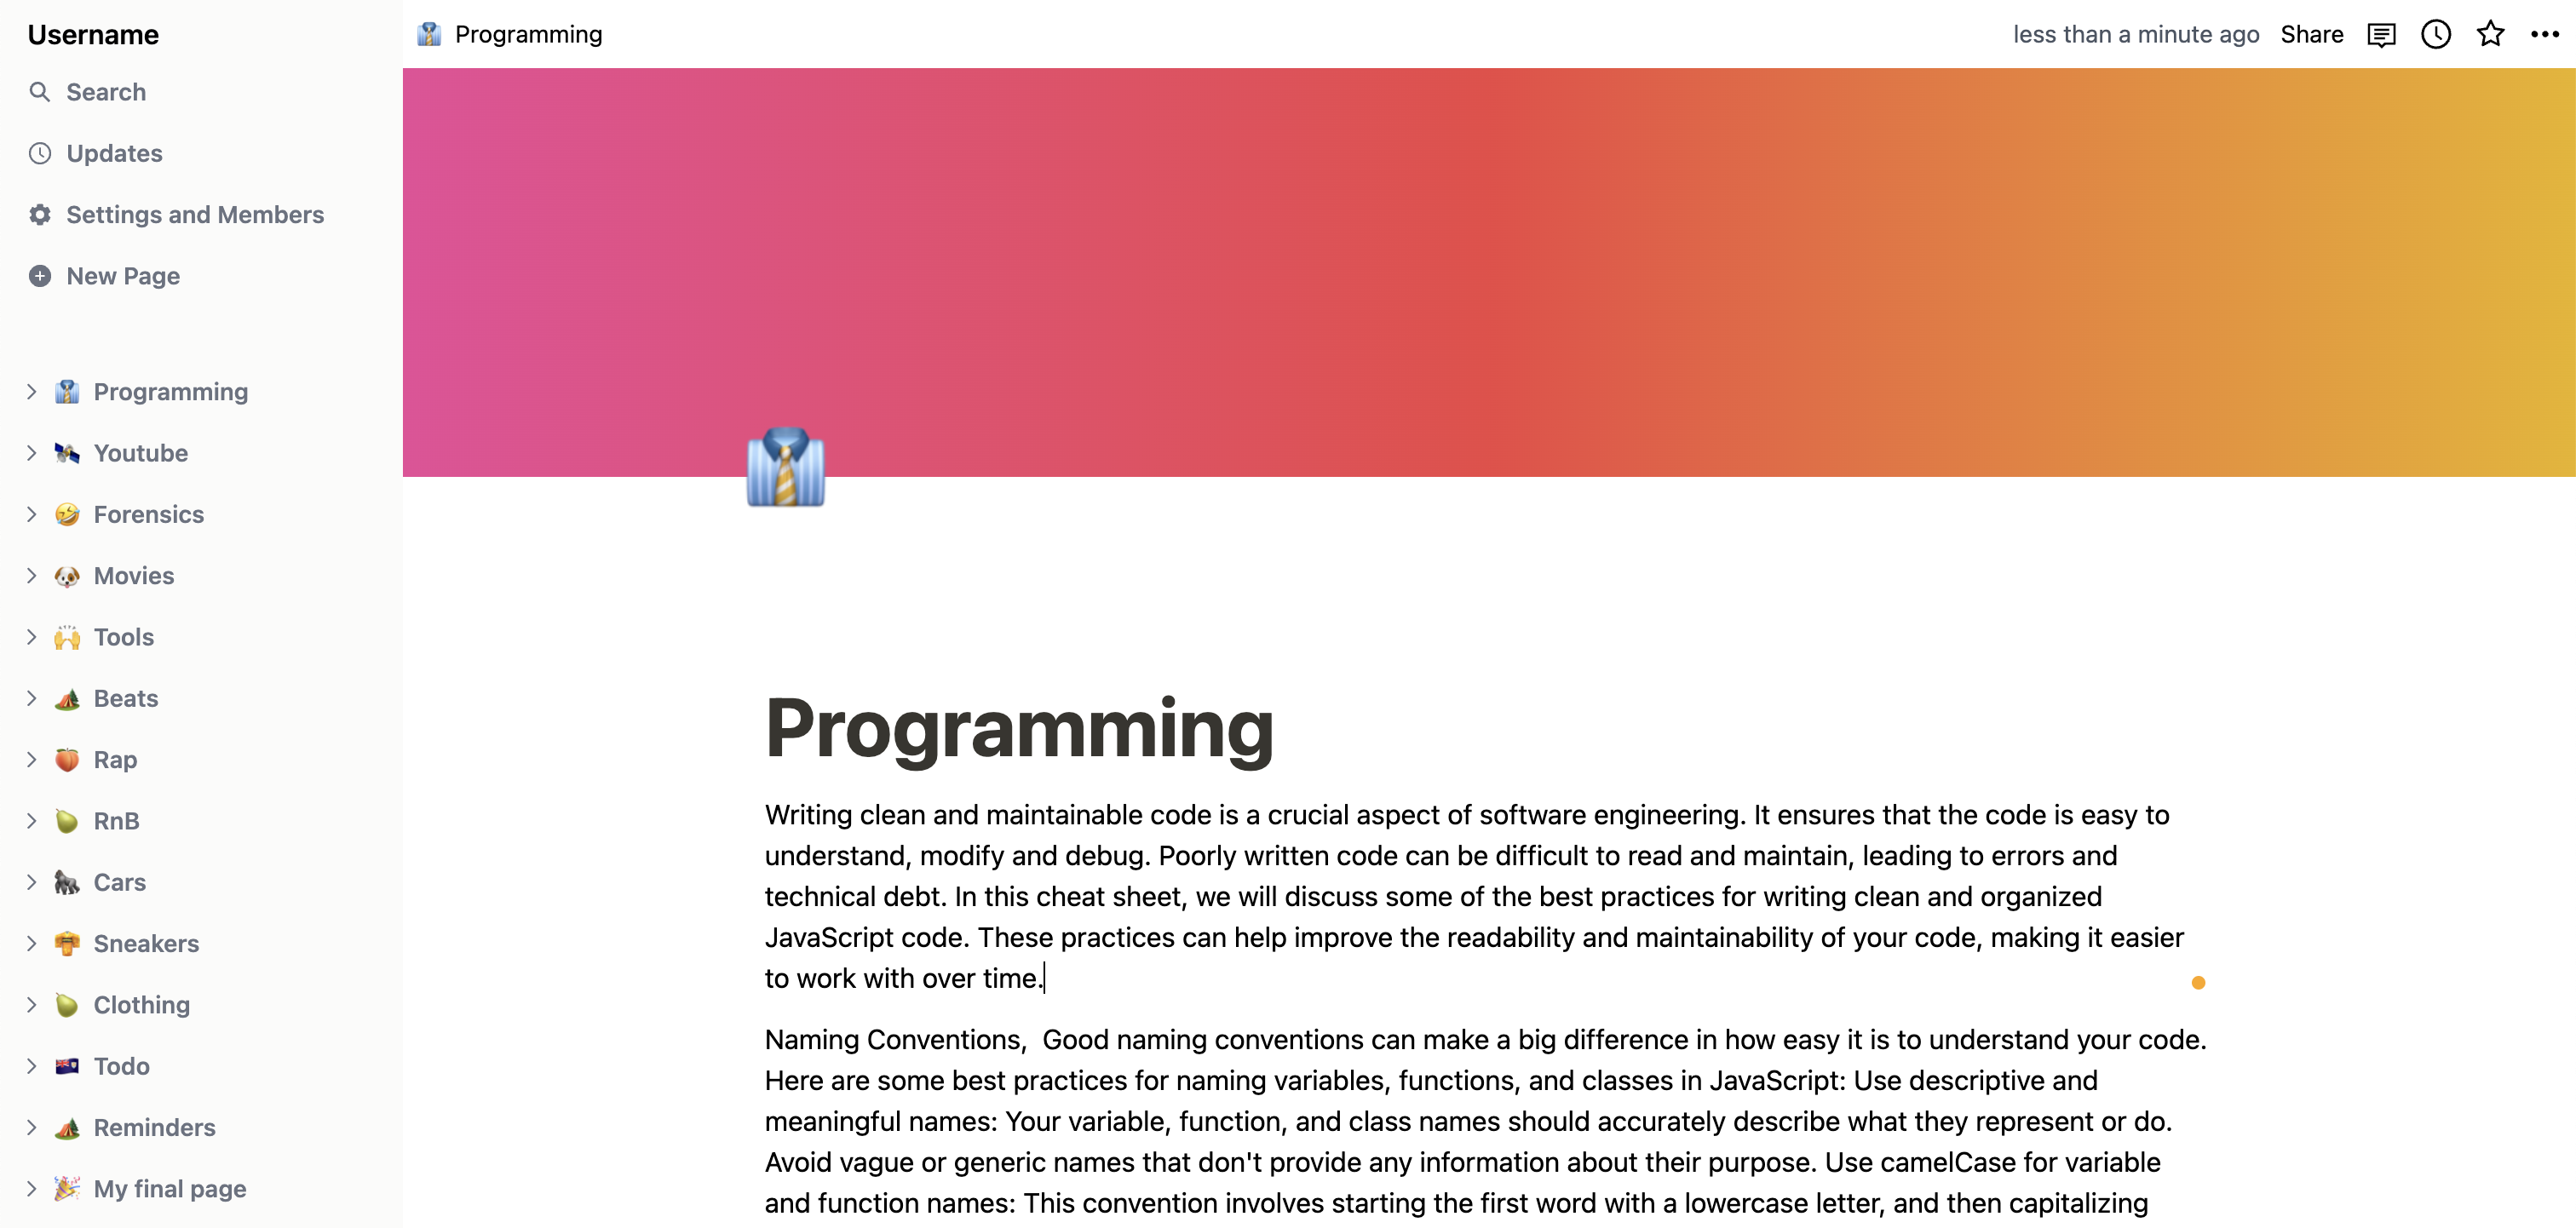 Username
Search
Updates
Settings and Members
New Page
Programming
Youtube
Forensics
Movies
Tools
Beats
Rap
RnB
Cars
Sneakers
Clothing
Todo
Reminders
My final page
Programming
less than a minute ago
Share
Programming
Writing clean and maintainable code is a crucial aspect of software engineering. It ensures that the code is easy to
understand, modify and debug. Poorly written code can be difficult to read and maintain, leading to errors and
technical debt. In this cheat sheet, we will discuss some of the best practices for writing clean and organized
JavaScript code. These practices can help improve the readability and maintainability of your code, making it easier
to work with over time.
Naming Conventions,  Good naming conventions can make a big difference in how easy it is to understand your code.
Here are some best practices for naming variables, functions, and classes in JavaScript: Use descriptive and
meaningful names: Your variable, function, and class names should accurately describe what they represent or do.
Avoid vague or generic names that don't provide any information about their purpose. Use camelCase for variable
and function names: This convention involves starting the first word with a lowercase letter, and then capitalizing